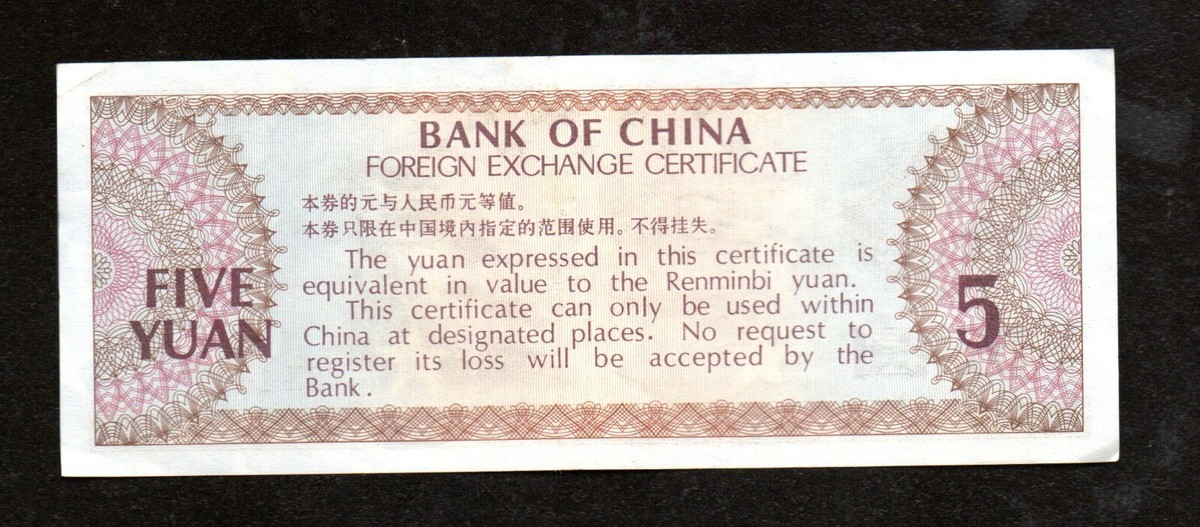 BANK OF CHINA
FOREIGN EXCHANGE CERTIFICATE
本券的元与人民币元等值。
本券只限在中国境内指定的范围使用。不得挂失。
The yuan expressed in this certificate is
equivalent in value to the Renminbi yuan.
This certificate can only be used within
China at designated places. No request to
register its loss will be accepted by the
Bank.
FIVE
YUAN
5